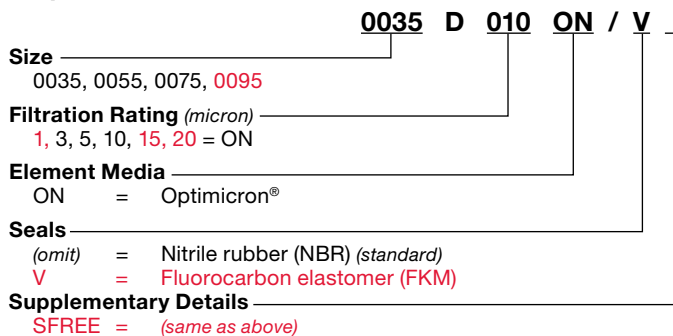 0035 D 010 ON / V _
Size
0035, 0055, 0075, 0095
Filtration Rating (micron)
1, 3, 5, 10, 15, 20 = ON
Element Media
ON = Optimicron®
Seals
(omit) = Nitrile rubber (NBR) (standard)
V = Fluorocarbon elastomer (FKM)
Supplementary Details
SFREE = (same as above)